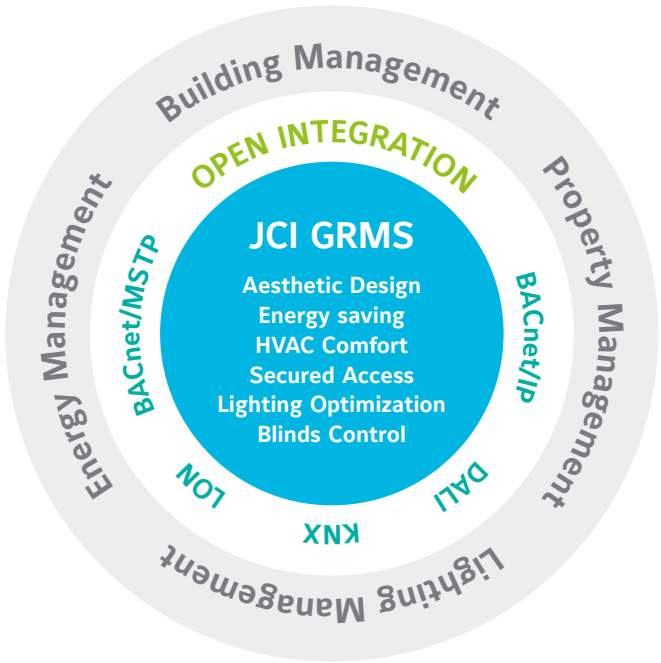 Building Management
Property Management
Lighting Management
Energy Management
OPEN INTEGRATION
BACnet/IP
DALI
KNX
LON
BACnet/MSTP
JCI GRMS
Aesthetic Design
Energy saving
HVAC Comfort
Secured Access
Lighting Optimization
Blinds Control